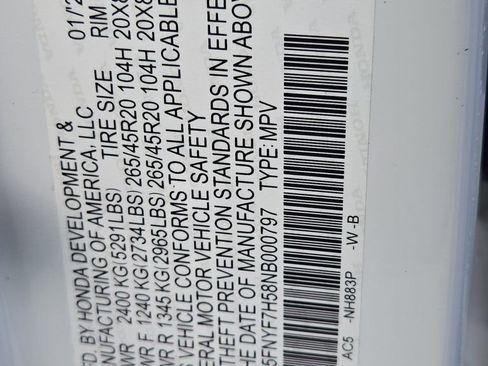 FD. BY HONDA DEVELOPMENT & 01/2
ANUFACTURING OF AMERICA, LLC
TIRE SIZE RIM
WR 2400 KG(5291LBS)
WR F 1240 KG(2734LBS) 265/45R20 104H 20X8
WR R 1345 KG(2965LBS) 265/45R20 104H 20X8
S VEHICLE CONFORMS TO ALL APPLICABLE
ERAL MOTOR VEHICLE SAFETY
THEFT PREVENTION STANDARDS IN EFFE
THE DATE OF MANUFACTURE SHOWN ABOV
5FNYF7H58NB000797 TYPE: MPV
AC5 -NH883P -W -B